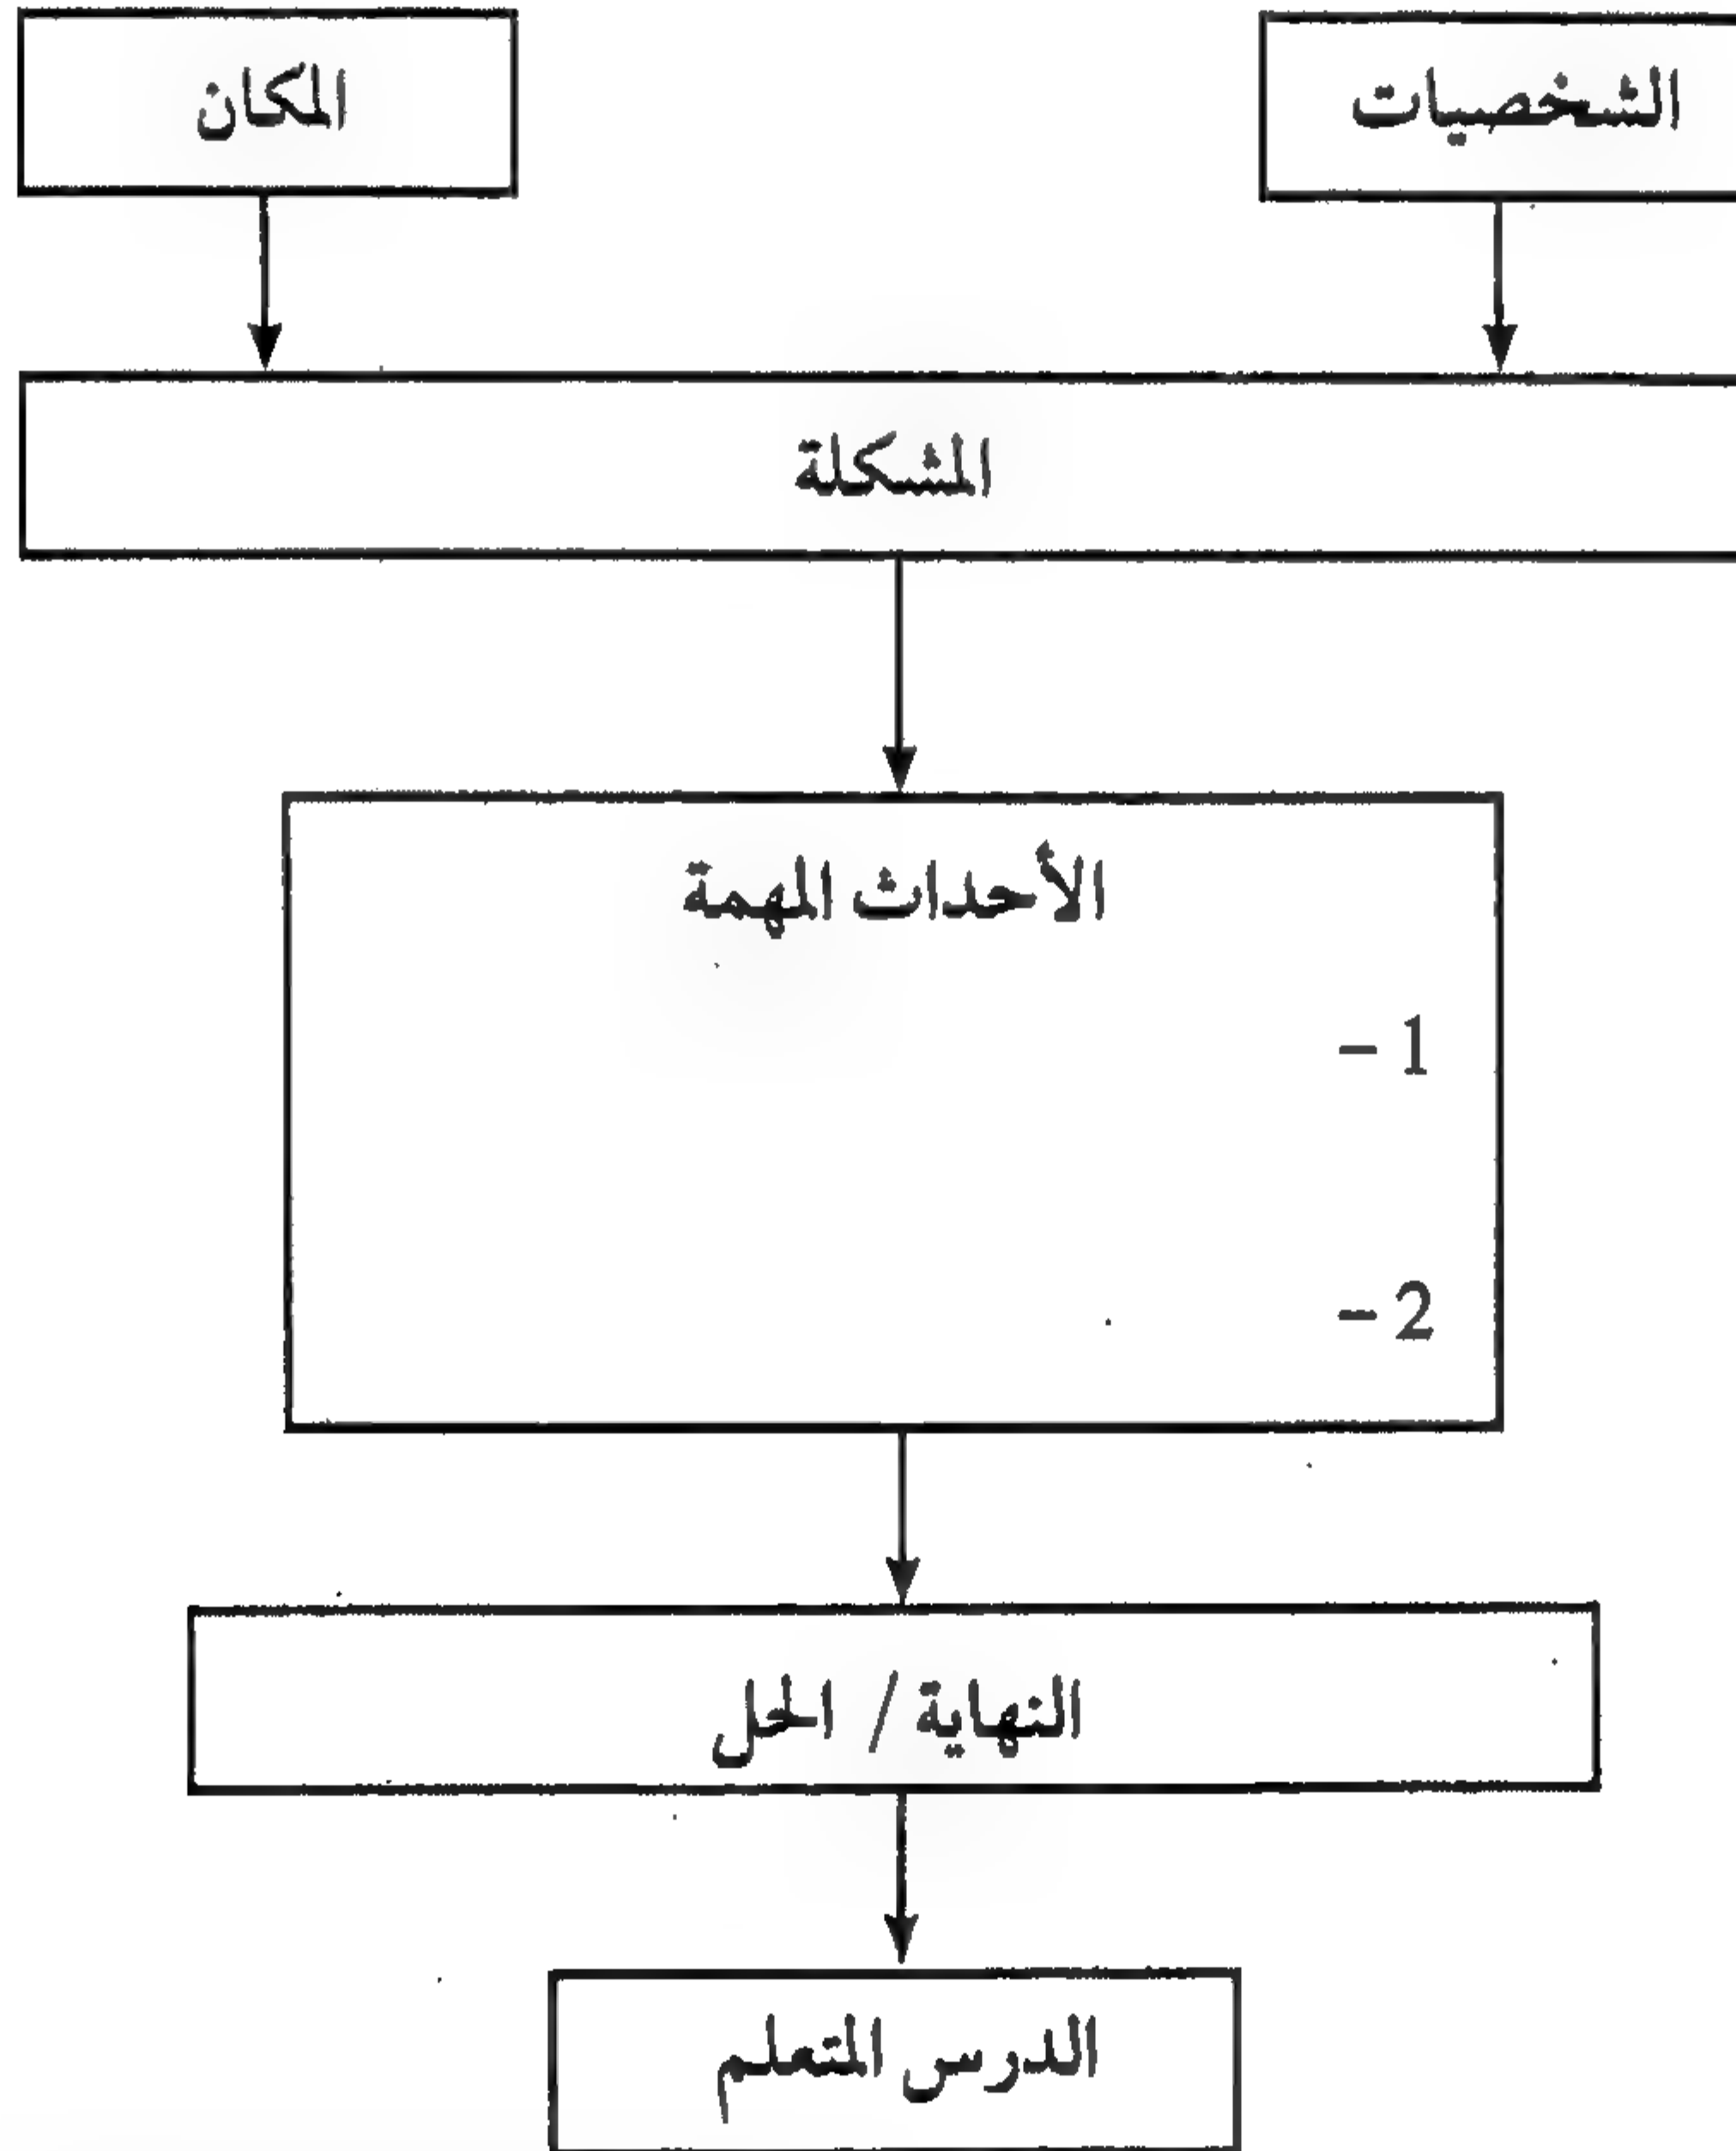 الشخصيات
المكان
المشكلة
الأحداث المهمة
1 -
2 -
النهاية / الحل
الدرس المتعلم